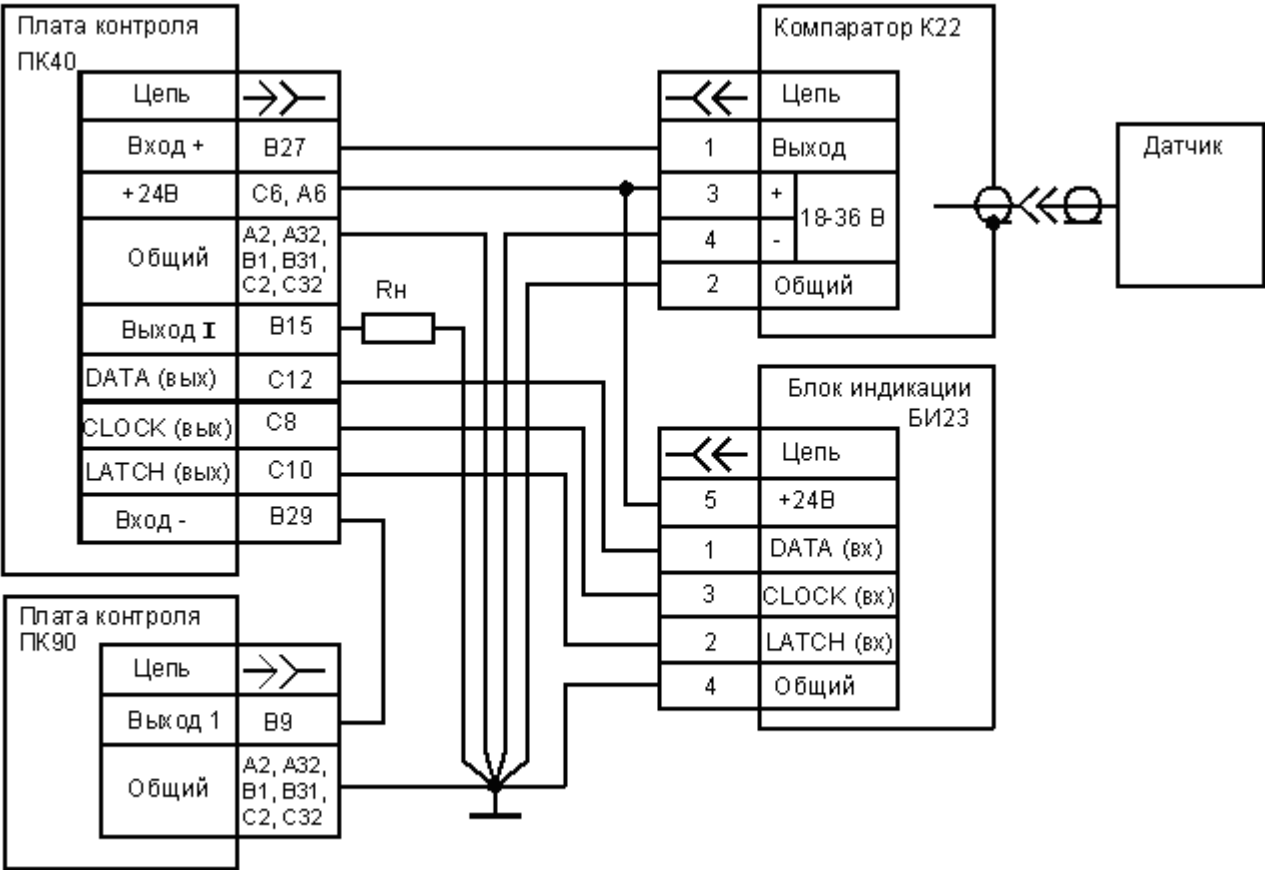 Плата контроля
ПК40
Цепь
Вход + B27
+24В C6, A6
Общий A2, A32,
B1, B31,
C2, C32
Выход I B15
DATA (вых) C12
CLOCK (вых) C8
LATCH (вых) C10
Вход - B29
Rн
Плата контроля
ПК90
Цепь
Выход 1 B9
Общий A2, A32,
B1, B31,
C2, C32
Компаратор К22
Цепь
1 Выход
3 + 18-36 В
4 -
2 Общий
Датчик
Блок индикации
БИ23
Цепь
5 +24В
1 DATA (вх)
3 CLOCK (вх)
2 LATCH (вх)
4 Общий